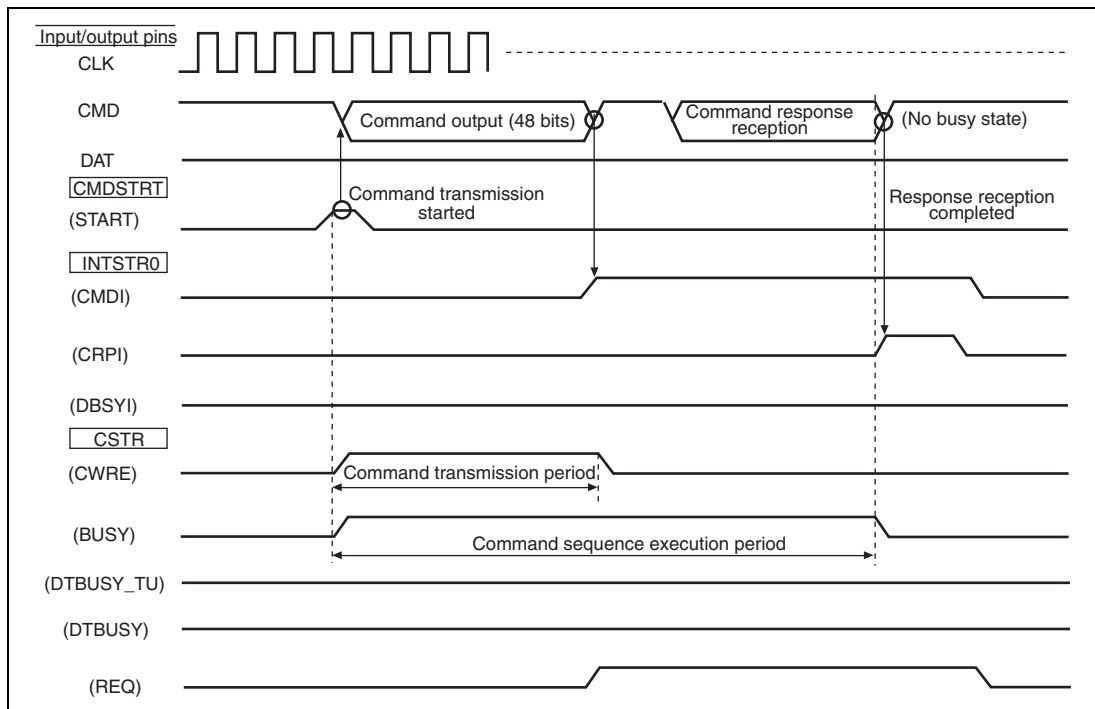 Input/output pins
CLK
CMD
Command output (48 bits)
Command response
reception
(No busy state)
DAT
CMDSTRT
(START)
Command transmission
started
Response reception
completed
INTSTR0
(CMDI)
(CRPI)
(DBSYI)
CSTR
(CWRE)
Command transmission period
(BUSY)
Command sequence execution period
(DTBUSY_TU)
(DTBUSY)
(REQ)